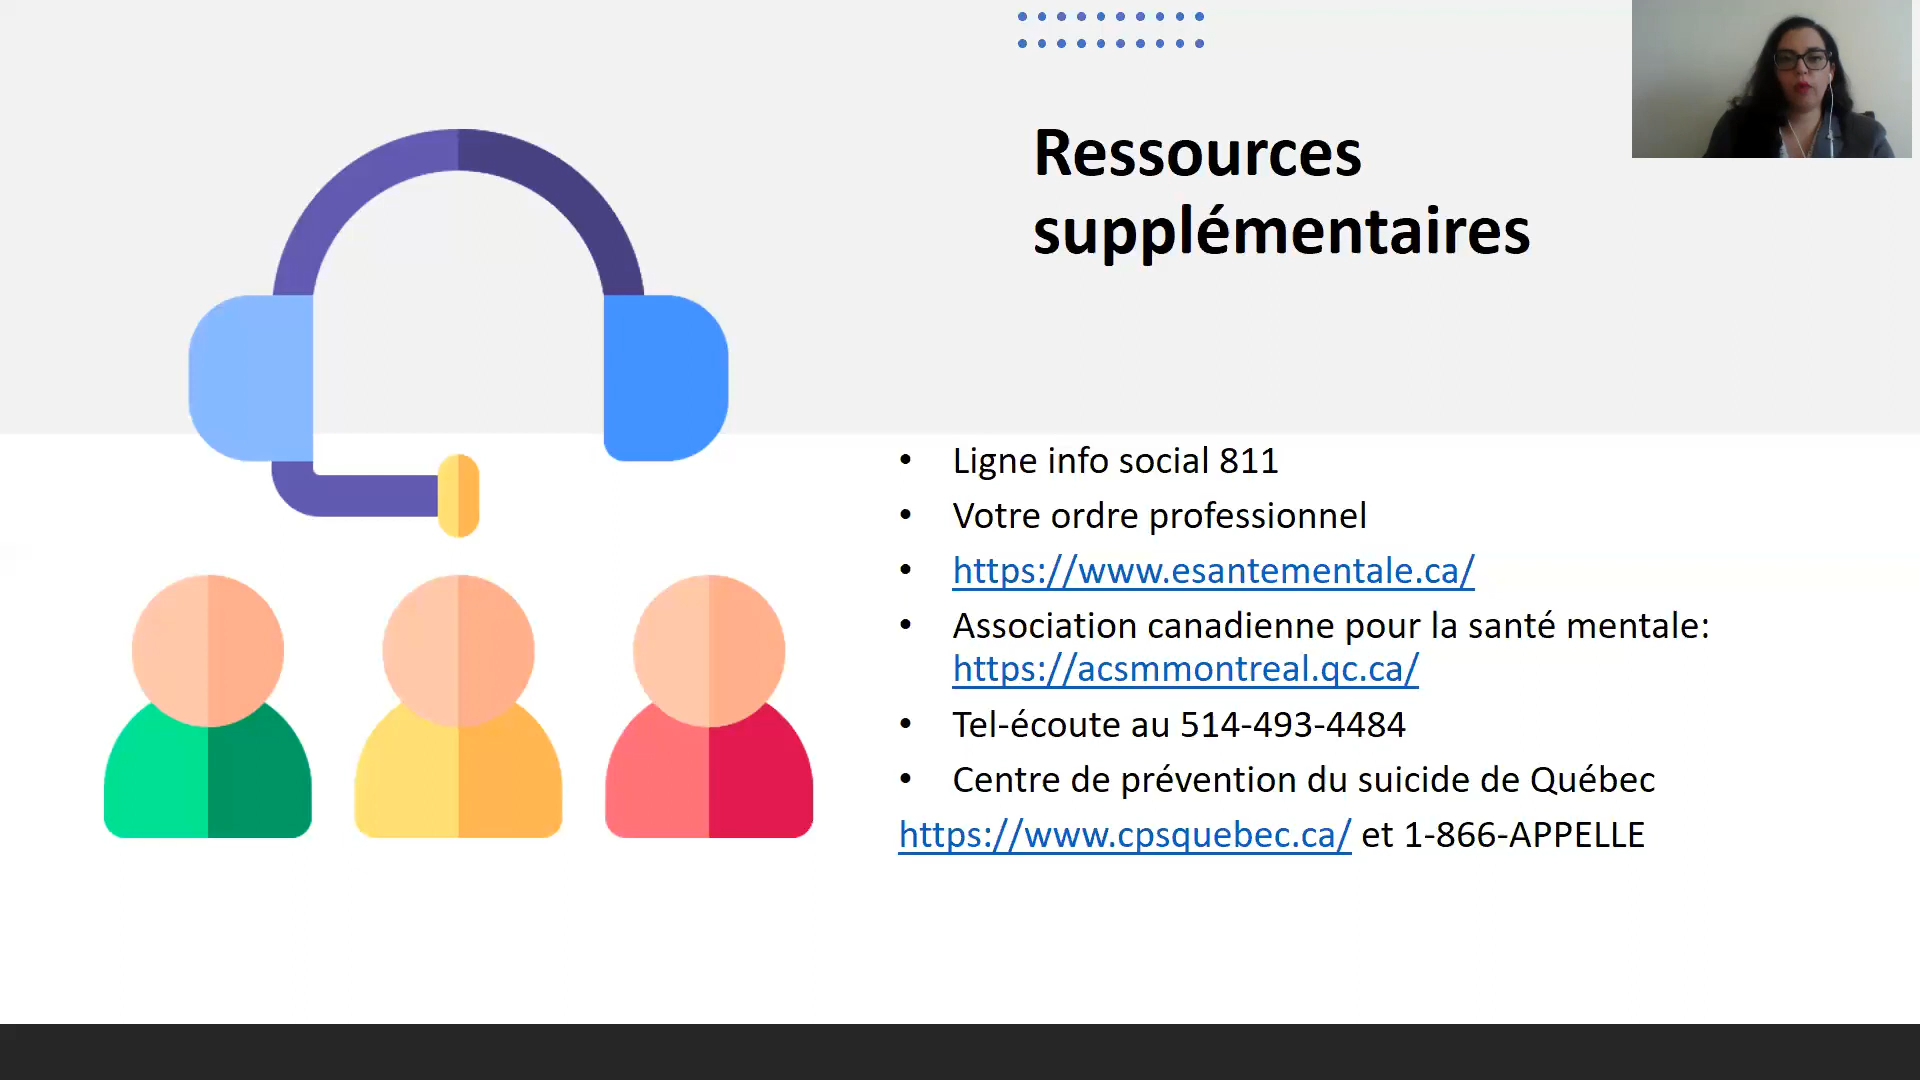 Ressources
supplémentaires
• Ligne info social 811
• Votre ordre professionnel
• https://www.esantementale.ca/
• Association canadienne pour la santé mentale:
https://acsmmontreal.qc.ca/
• Tel-écoute au 514-493-4484
• Centre de prévention du suicide de Québec
https://www.cpsquebec.ca/ et 1-866-APPELLE